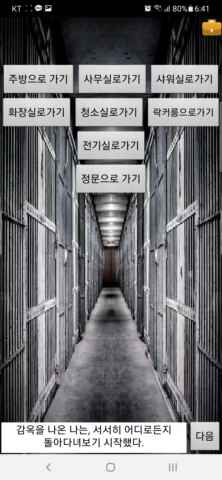 KT 80% 6:41
주방으로 가기 사무실로가기 샤워실로가기
화장실로가기 청소실로가기 락커룸으로가기
전기실로가기
정문으로 가기
감옥을 나온 나는, 서서히 어디로든지
돌아다녀보기 시작했다.
다음